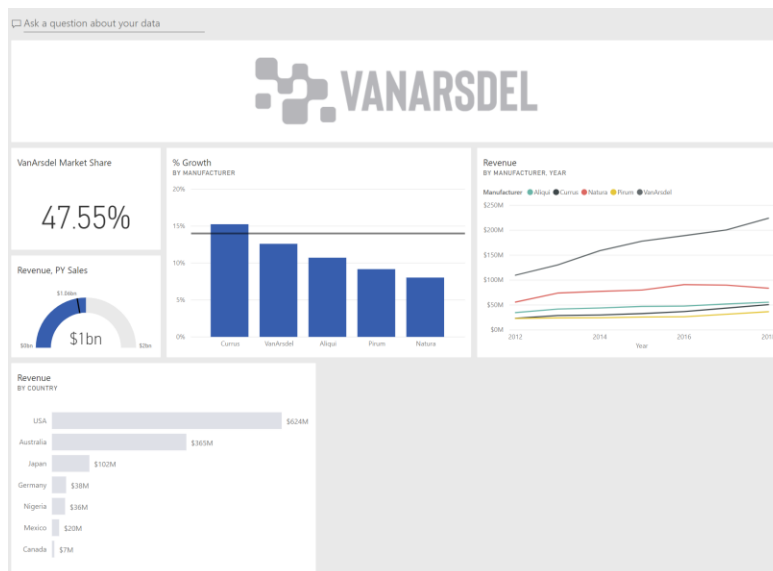 Ask a question about your data
VANARSDEL
VanArsdel Market Share
47.55%
Revenue, PY Sales
$1bn
$0bn
$2bn
% Growth
BY MANUFACTURER
20%
15%
10%
5%
0%
Currus
VanArsdel
Aliqui
Pirum
Natura
Revenue
BY MANUFACTURER, YEAR
Manufacturer Aliqui Currus Natura Pirum VanArsdel
$250M
$200M
$150M
$100M
$50M
$0M
2012
2014
2016
Year
Revenue
BY COUNTRY
USA $624M
Australia $365M
Japan $102M
Germany $38M
Nigeria $36M
Mexico $20M
Canada $7M